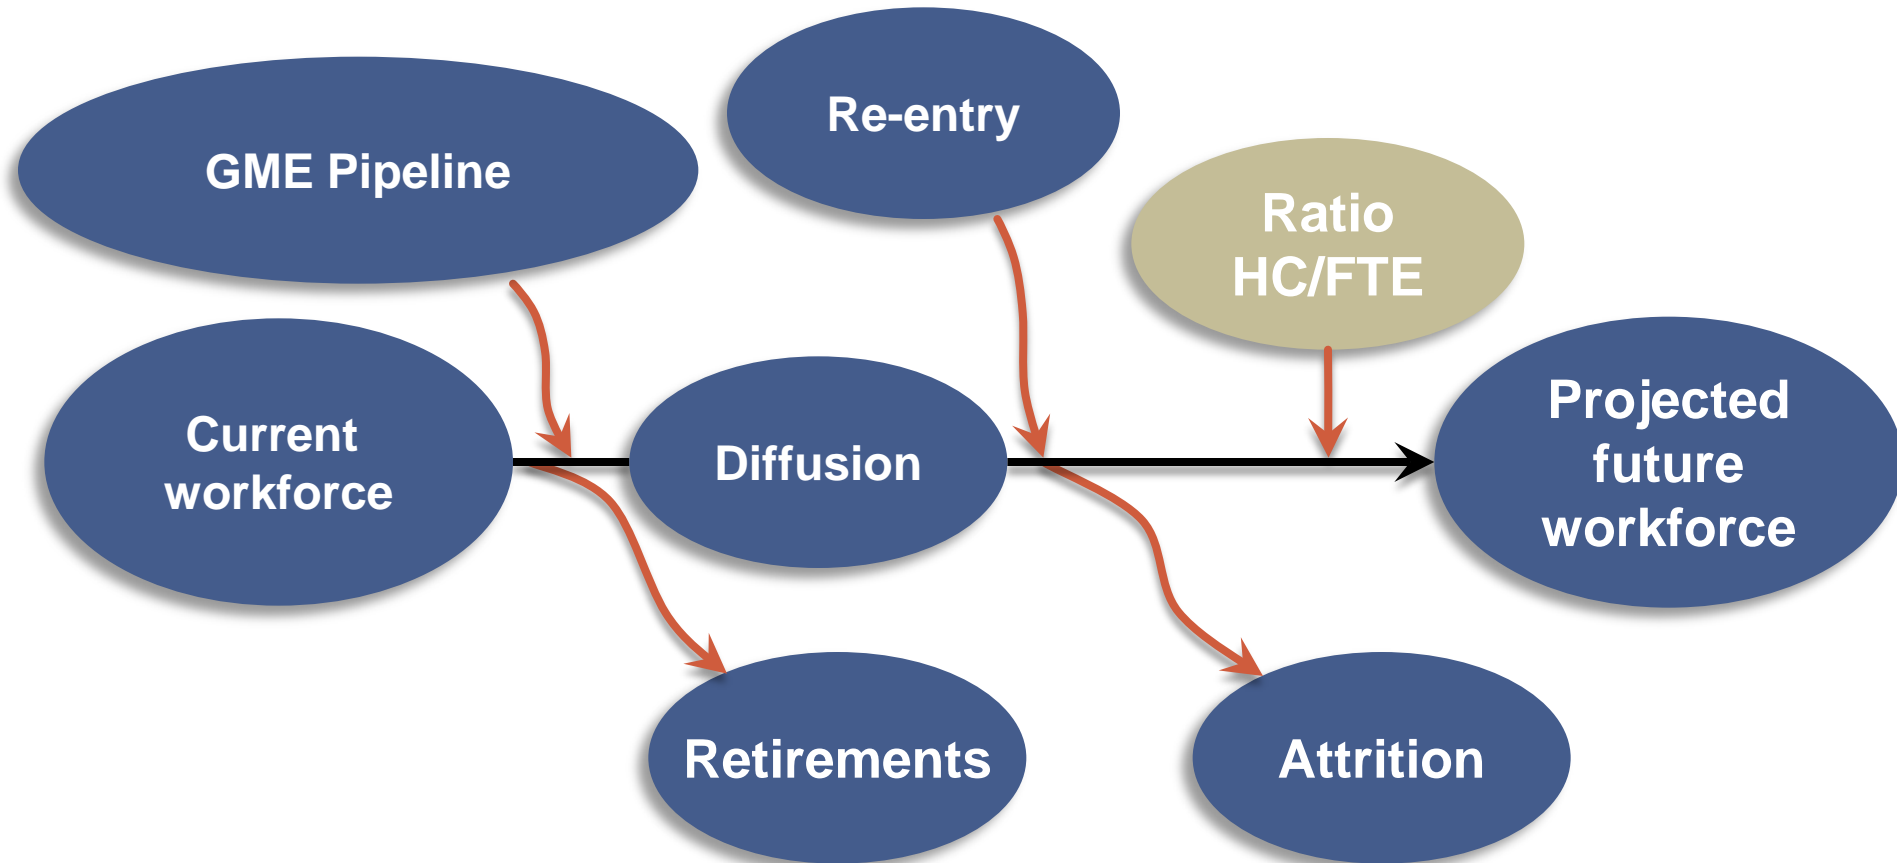 GME Pipeline
Re-entry
Ratio
HC/FTE
Current
workforce
Diffusion
Projected
future
workforce
Retirements
Attrition